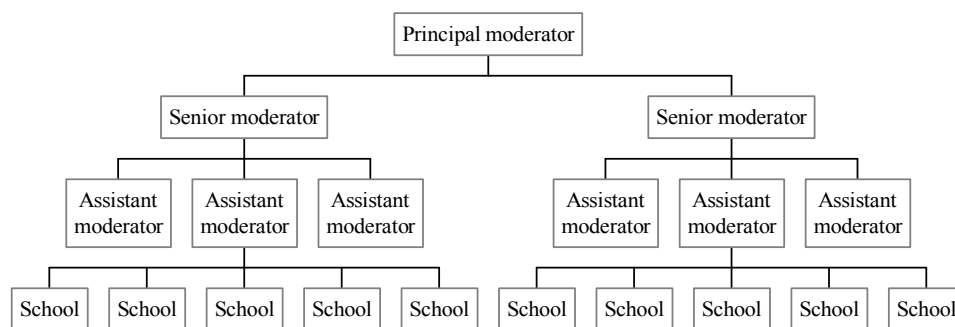 Principal moderator
Senior moderator
Senior moderator
Assistant
moderator
Assistant
moderator
Assistant
moderator
Assistant
moderator
Assistant
moderator
Assistant
moderator
School
School
School
School
School
School
School
School
School
School